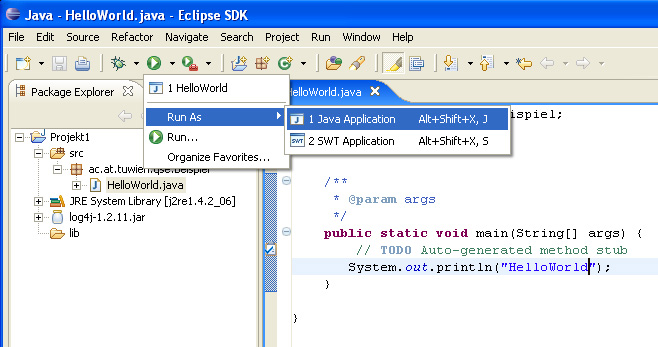 Java - HelloWorld.java - Eclipse SDK
File Edit Source Refactor Navigate Search Project Run Window Help
Package Explorer
1 HelloWorld
Run As
Run...
Organize Favorites...
1 Java Application Alt+Shift+X, J
2 SWT Application Alt+Shift+X, S
Projekt1
src
ac.at.tuwien.qse.beispiel
HelloWorld.java
JRE System Library [j2re1.4.2_06]
log4j-1.2.11.jar
lib
HelloWorld.java
ispiel;
/**
* @param args
*/
public static void main(String[] args) {
// TODO Auto-generated method stub
System.out.println("HelloWorld");
}
}